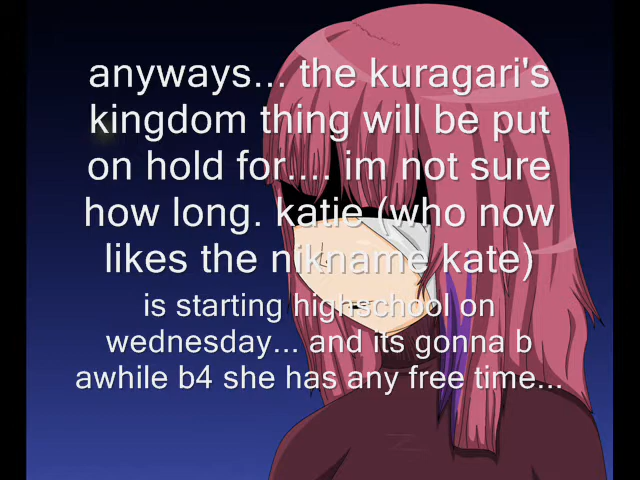 anyways... the kuragari's
kingdom thing will be put
on hold for.... im not sure
how long. katie (who now
likes the nikname kate)
is starting highschool on
wednesday... and its gonna b
awhile b4 she has any free time...